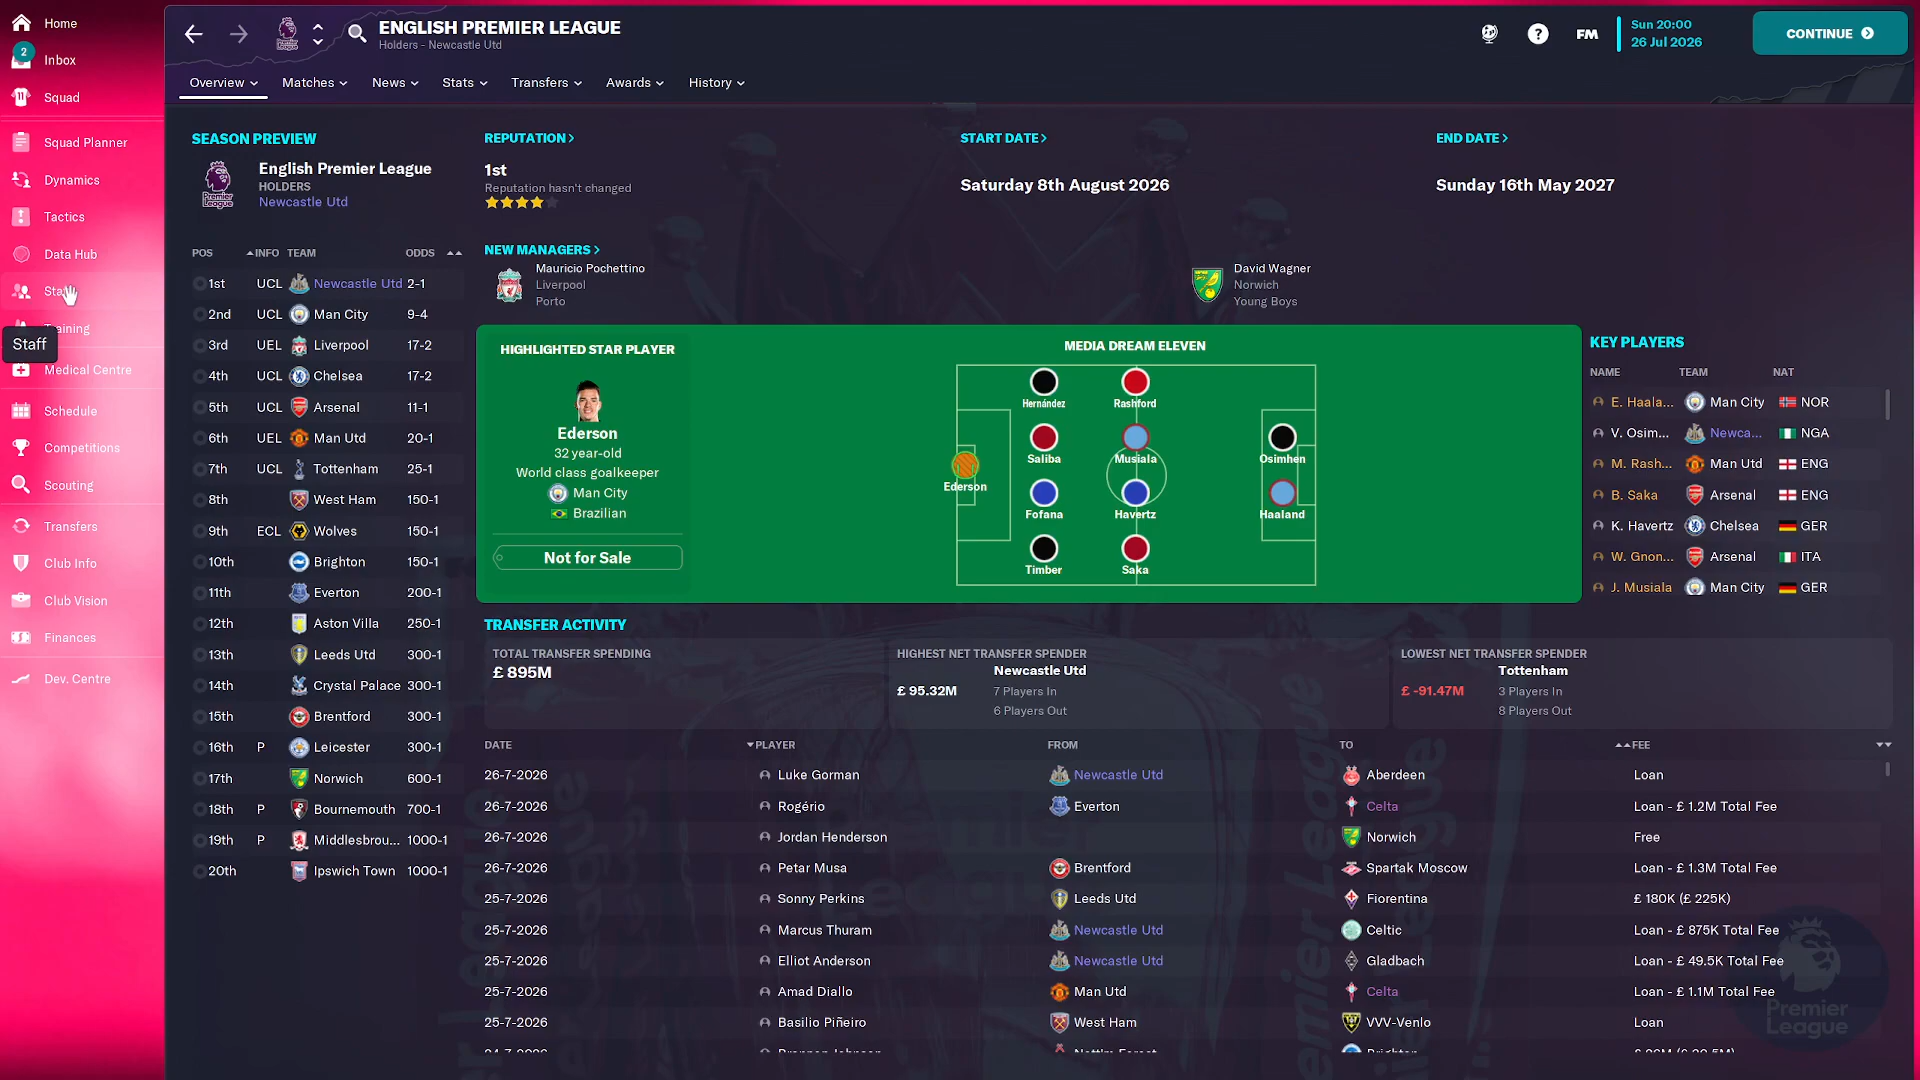 Home
2
Inbox
Squad
Squad Planner
Dynamics
Tactics
Data Hub
Staff
Training
Medical Centre
Schedule
Competitions
Scouting
Transfers
Club Info
Club Vision
Finances
Dev. Centre
ENGLISH PREMIER LEAGUE
Holders - Newcastle Utd
FM
Sun 20:00
26 Jul 2026
CONTINUE
Overview Matches News Stats Transfers Awards History
SEASON PREVIEW
English Premier League
HOLDERS
Newcastle Utd
REPUTATION>
1st
Reputation hasn't changed
START DATE>
Saturday 8th August 2026
END DATE>
Sunday 16th May 2027
POS INFO TEAM ODDS
1st UCL Newcastle Utd 2-1
2nd UCL Man City 9-4
3rd UEL Liverpool 17-2
4th UCL Chelsea 17-2
5th UCL Arsenal 11-1
6th UEL Man Utd 20-1
7th UCL Tottenham 25-1
8th West Ham 150-1
9th ECL Wolves 150-1
10th Brighton 150-1
11th Everton 200-1
12th Aston Villa 250-1
13th Leeds Utd 300-1
14th Crystal Palace 300-1
15th Brentford 300-1
16th P Leicester 300-1
17th Norwich 600-1
18th P Bournemouth 700-1
19th P Middlesbrou... 1000-1
20th Ipswich Town 1000-1
NEW MANAGERS >
Mauricio Pochettino
Liverpool
Porto
David Wagner
Norwich
Young Boys
HIGHLIGHTED STAR PLAYER
Ederson
32 year-old
World class goalkeeper
Man City
Brazilian
Not for Sale
MEDIA DREAM ELEVEN
Hernández Rashford
Saliba Musiala Osimhen
Ederson
Fofana Havertz Haaland
Timber Saka
KEY PLAYERS
NAME TEAM NAT
E. Haala... Man City NOR
V. Osim... Newca... NGA
M. Rash... Man Utd ENG
B. Saka Arsenal ENG
K. Havertz Chelsea GER
W. Gnon... Arsenal ITA
J. Musiala Man City GER
TRANSFER ACTIVITY
TOTAL TRANSFER SPENDING
£ 895M
HIGHEST NET TRANSFER SPENDER
Newcastle Utd
£ 95.32M
7 Players In
6 Players Out
LOWEST NET TRANSFER SPENDER
Tottenham
£ -91.47M
3 Players In
8 Players Out
DATE PLAYER FROM TO FEE
26-7-2026 Luke Gorman Newcastle Utd Aberdeen Loan
26-7-2026 Rogério Everton Celta Loan - £ 1.2M Total Fee
26-7-2026 Jordan Henderson Norwich Free
26-7-2026 Petar Musa Brentford Spartak Moscow Loan - £ 1.3M Total Fee
25-7-2026 Sonny Perkins Leeds Utd Fiorentina £ 180K (£ 225K)
25-7-2026 Marcus Thuram Newcastle Utd Celtic Loan - £ 875K Total Fee
25-7-2026 Elliot Anderson Newcastle Utd Gladbach Loan - £ 49.5K Total Fee
25-7-2026 Amad Diallo Man Utd Celta Loan - £ 1.1M Total Fee
25-7-2026 Basilio Piñeiro West Ham VVV-Venlo Loan
Premier
League